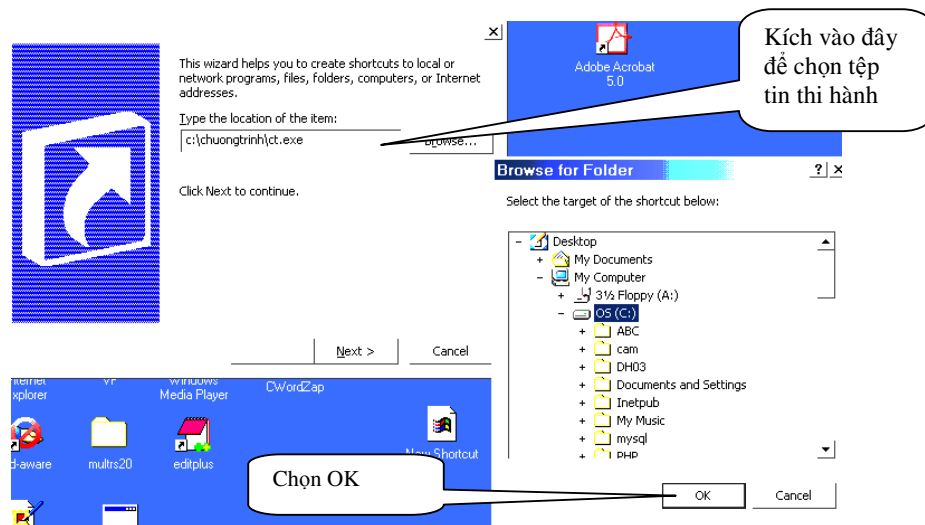 This wizard helps you to create shortcuts to local or
network programs, files, folders, computers, or Internet
addresses.
Type the location of the item:
c:\chuongtrinh\ct.exe
Browse...
Click Next to continue.
Next >
Cancel
Adobe Acrobat
5.0
Kích vào đây
để chọn tệp
tin thi hành
Browse for Folder
Select the target of the shortcut below:
Desktop
My Documents
My Computer
3½ Floppy (A:)
OS (C:)
ABC
cam
DH03
Documents and Settings
Inetpub
My Music
mysql
PHP
OK
Cancel
VF
Windows
Media Player
CWordZap
multrs20
editplus
New Shortcut
Chọn OK